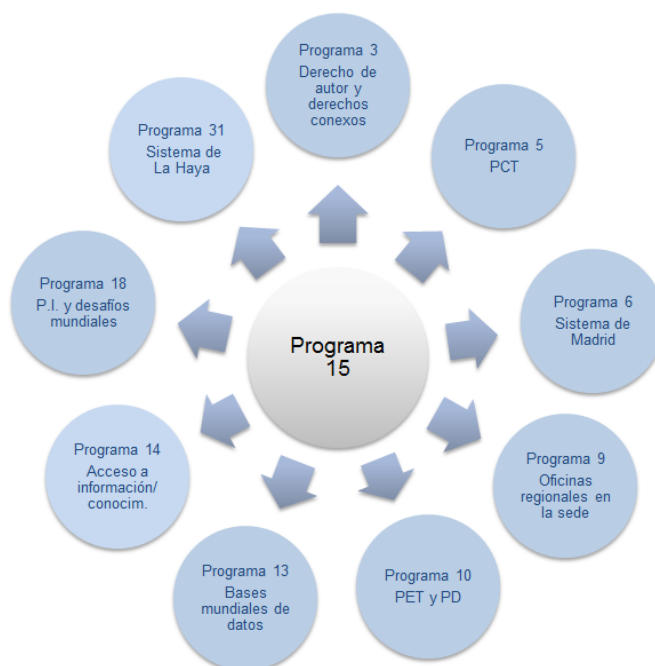 Programa 3
Derecho de
autor y
derechos
conexos
Programa 5
PCT
Programa 6
Sistema de
Madrid
Programa 9
Oficinas
regionales en
la sede
Programa 10
PET y PD
Programa 13
Bases
mundiales de
datos
Programa 14
Acceso a
información/
conocim.
Programa 18
P.I. y desafíos
mundiales
Programa 31
Sistema de
La Haya
Programa
15